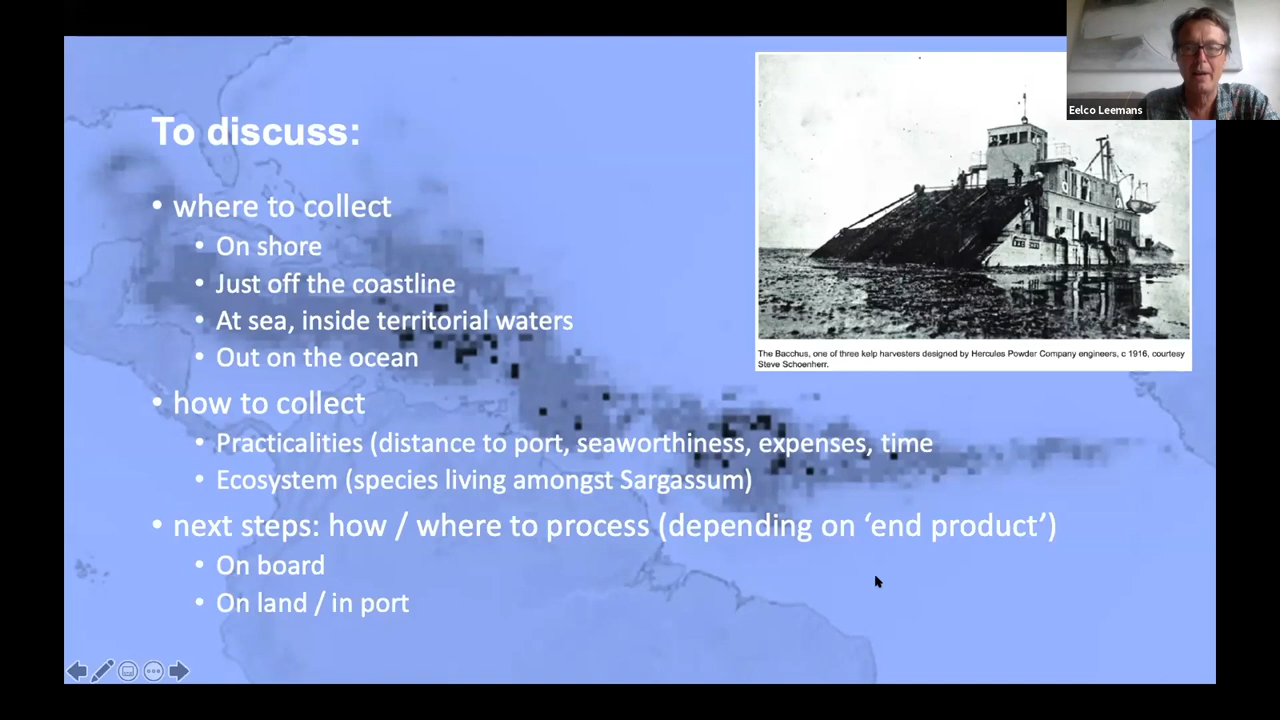 Eelco Leemans
To discuss:
• where to collect
• On shore
• Just off the coastline
• At sea, inside territorial waters
• Out on the ocean
• how to collect
• Practicalities (distance to port, seaworthiness, expenses, time
• Ecosystem (species living amongst Sargassum)
• next steps: how / where to process (depending on ‘end product’)
• On board
• On land / in port
The Bacchus, one of three kelp harvesters designed by Hercules Powder Company engineers, c 1916, courtesy
Steve Schoenherr.